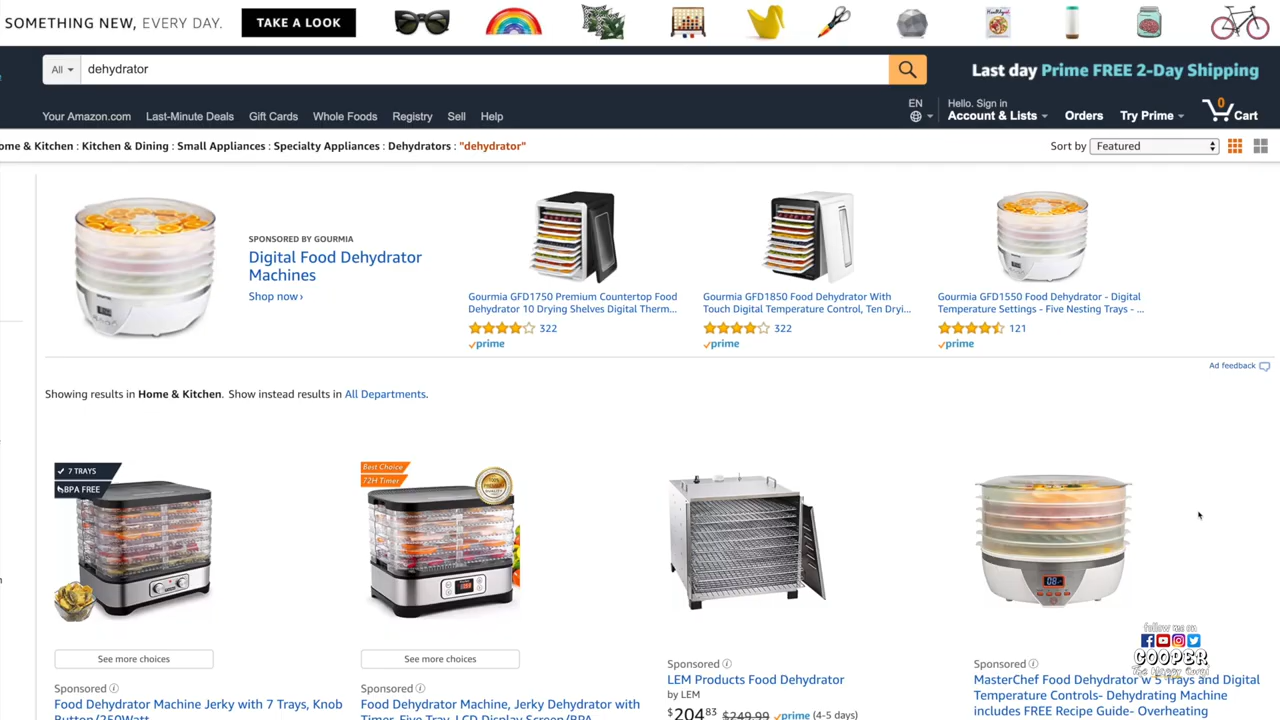 SOMETHING NEW, EVERY DAY.
TAKE A LOOK
All
dehydrator
Last day Prime FREE 2-Day Shipping
Your Amazon.com
Last-Minute Deals
Gift Cards
Whole Foods
Registry
Sell
Help
EN
Hello. Sign in
Account & Lists
Orders
Try Prime
0
Cart
ome & Kitchen : Kitchen & Dining : Small Appliances : Specialty Appliances : Dehydrators : "dehydrator"
Sort by
Featured
SPONSORED BY GOURMIA
Digital Food Dehydrator
Machines
Shop now ›
Gourmia GFD1750 Premium Countertop Food
Dehydrator 10 Drying Shelves Digital Therm...
322
prime
Gourmia GFD1850 Food Dehydrator With
Touch Digital Temperature Control, Ten Dryi...
322
prime
Gourmia GFD1550 Food Dehydrator - Digital
Temperature Settings - Five Nesting Trays - ...
121
prime
Ad feedback
Showing results in Home & Kitchen. Show instead results in All Departments.
7 TRAYS
BPA FREE
Best Choice
72H Timer
See more choices
See more choices
Sponsored
Food Dehydrator Machine Jerky with 7 Trays, Knob
Button(250Watt
Sponsored
Food Dehydrator Machine, Jerky Dehydrator with
Timer, Five Tray, LCD Display Screen(BPA
Sponsored
LEM Products Food Dehydrator
by LEM
$204.83 $249.99 prime (4-5 days)
Sponsored
MasterChef Food Dehydrator w 5 Trays and Digital
Temperature Controls- Dehydrating Machine
includes FREE Recipe Guide- Overheating
follow me on
COOPER